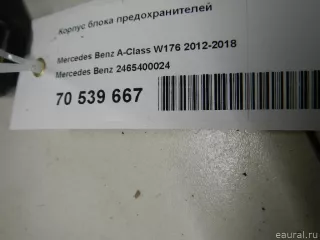 Корпус блока предохранителей
Mercedes Benz A-Class W176 2012-2018
Mercedes Benz 2465400024
70 539 667
eaural.ru